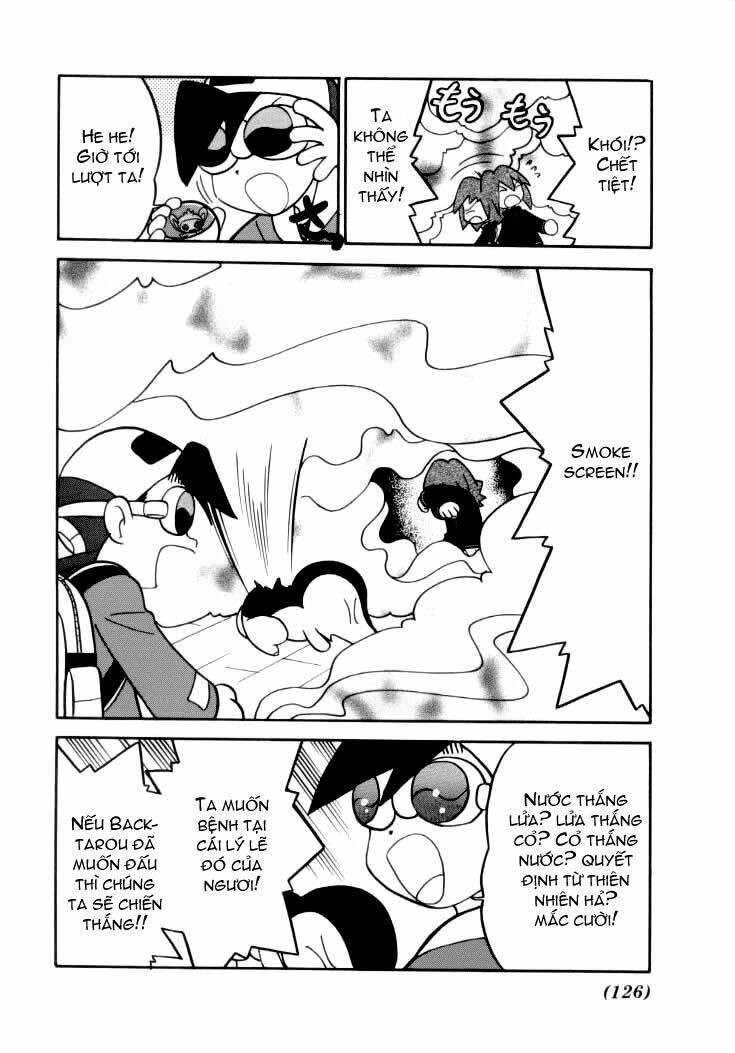 KHÓI!?
CHẾT
TIỆT!
もう
もう
TA
KHÔNG
THỂ
NHÌN
THẤY!
HE HE!
GIỜ TỚI
LƯỢT TA!
SMOKE
SCREEN!!
NƯỚC THẮNG
LỬA? LỬA THẮNG
CỎ? CỎ THẮNG
NƯỚC? QUYẾT
ĐỊNH TỪ THIÊN
NHIÊN HẢ?
MẮC CƯỜI!
TA MUỐN
BỆNH TẠI
CÁI LÝ LẼ
ĐÓ CỦA
NGƯƠI!
NẾU BACK-
TAROU ĐÃ
MUỐN ĐẤU
THÌ CHÚNG
TA SẼ CHIẾN
THẮNG!!
(126)